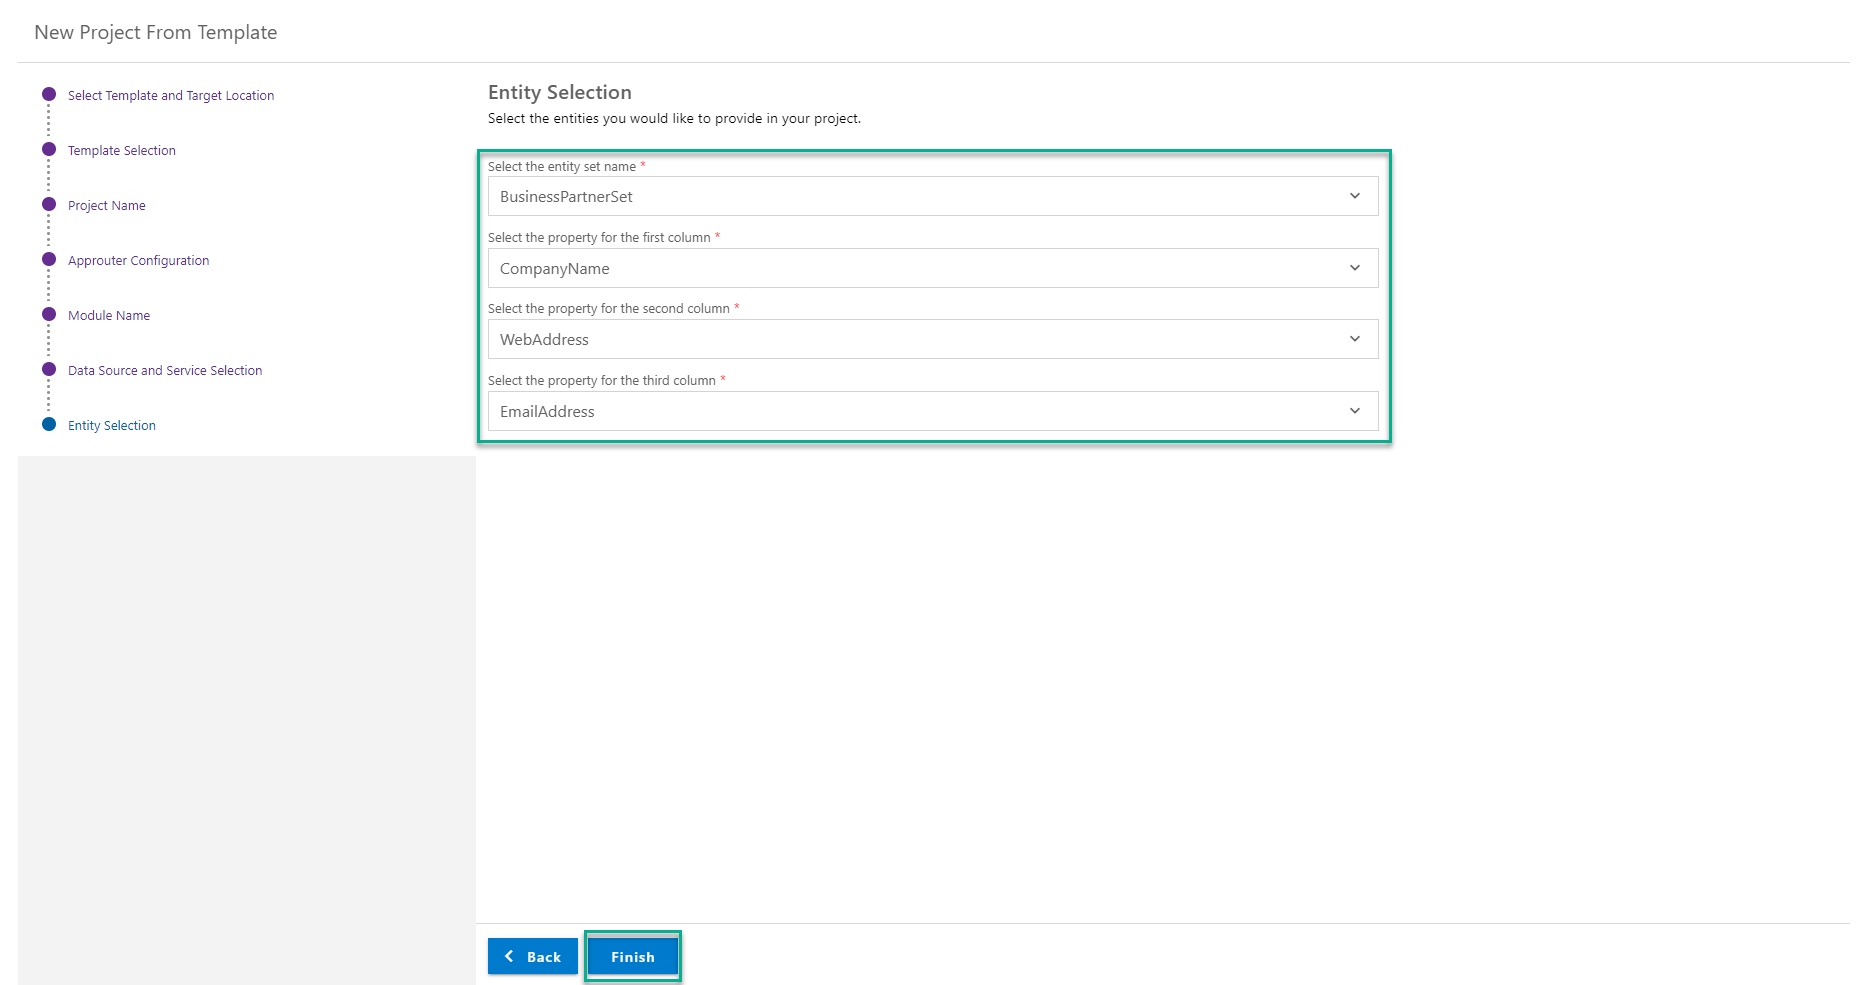 New Project From Template
Select Template and Target Location
Template Selection
Project Name
Approuter Configuration
Module Name
Data Source and Service Selection
Entity Selection
Entity Selection
Select the entities you would like to provide in your project.
Select the entity set name *
BusinessPartnerSet
Select the property for the first column *
CompanyName
Select the property for the second column *
WebAddress
Select the property for the third column *
EmailAddress
Back
Finish